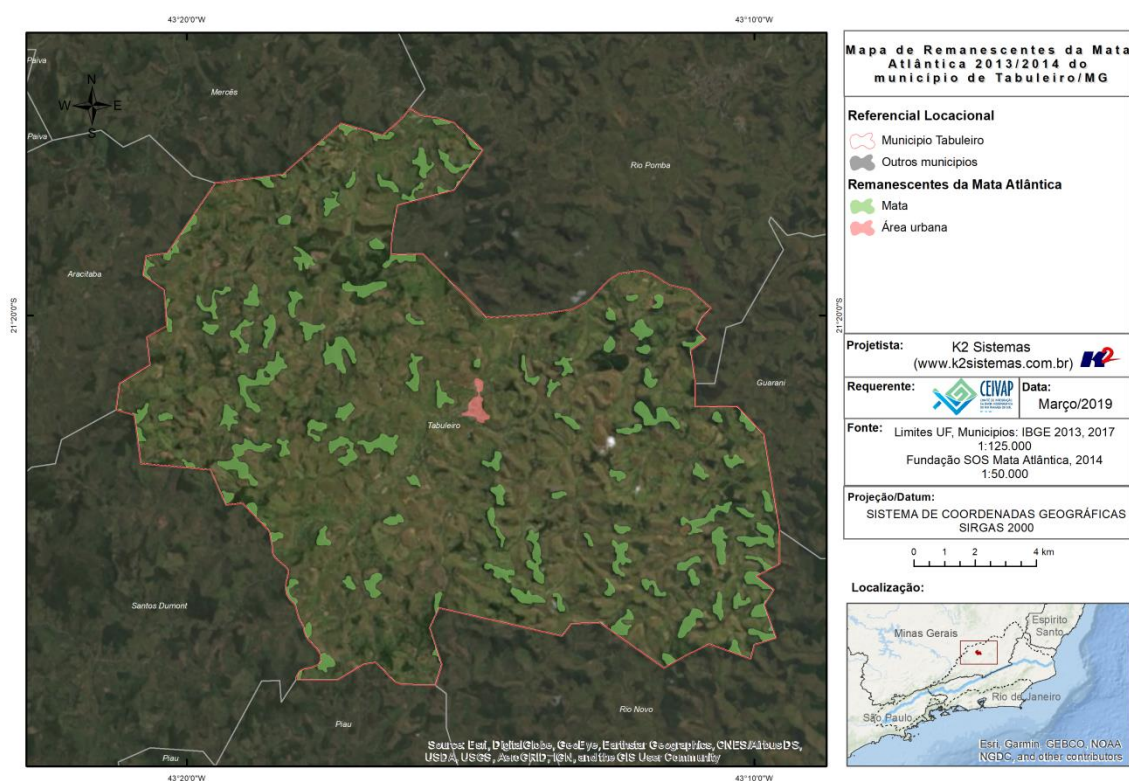 43°20'0"W
43°10'0"W
Paiva
Mercês
N
W
E
S
Paiva
Rio Pomba
Aracitaba
21°20'0"S
21°20'0"S
Guarani
Tabuleiro
Santos Dumont
Piau
Rio Novo
Piau
Source: Esri, DigitalGlobe, GeoEye, Earthstar Geographics, CNES/Airbus DS,
USDA, USGS, AeroGRID, IGN, and the GIS User Community
43°20'0"W
43°10'0"W
Mapa de Remanescentes da Mata
Atlântica 2013/2014 do
município de Tabuleiro/MG
Referencial Locacional
Municipio Tabuleiro
Outros municipios
Remanescentes da Mata Atlântica
Mata
Área urbana
Projetista:
K2 Sistemas
(www.k2sistemas.com.br)
K2
Requerente:
CEIVAP
Data:
Março/2019
Fonte:
Limites UF, Municipios: IBGE 2013, 2017
1:125.000
Fundação SOS Mata Atlântica, 2014
1:50.000
Projeção/Datum:
SISTEMA DE COORDENADAS GEOGRÁFICAS
SIRGAS 2000
0 1 2 4 km
Localização:
Minas Gerais
Espirito
Santo
Rio de Janeiro
São Paulo
Esri, Garmin, GEBCO, NOAA
NGDC, and other contributors